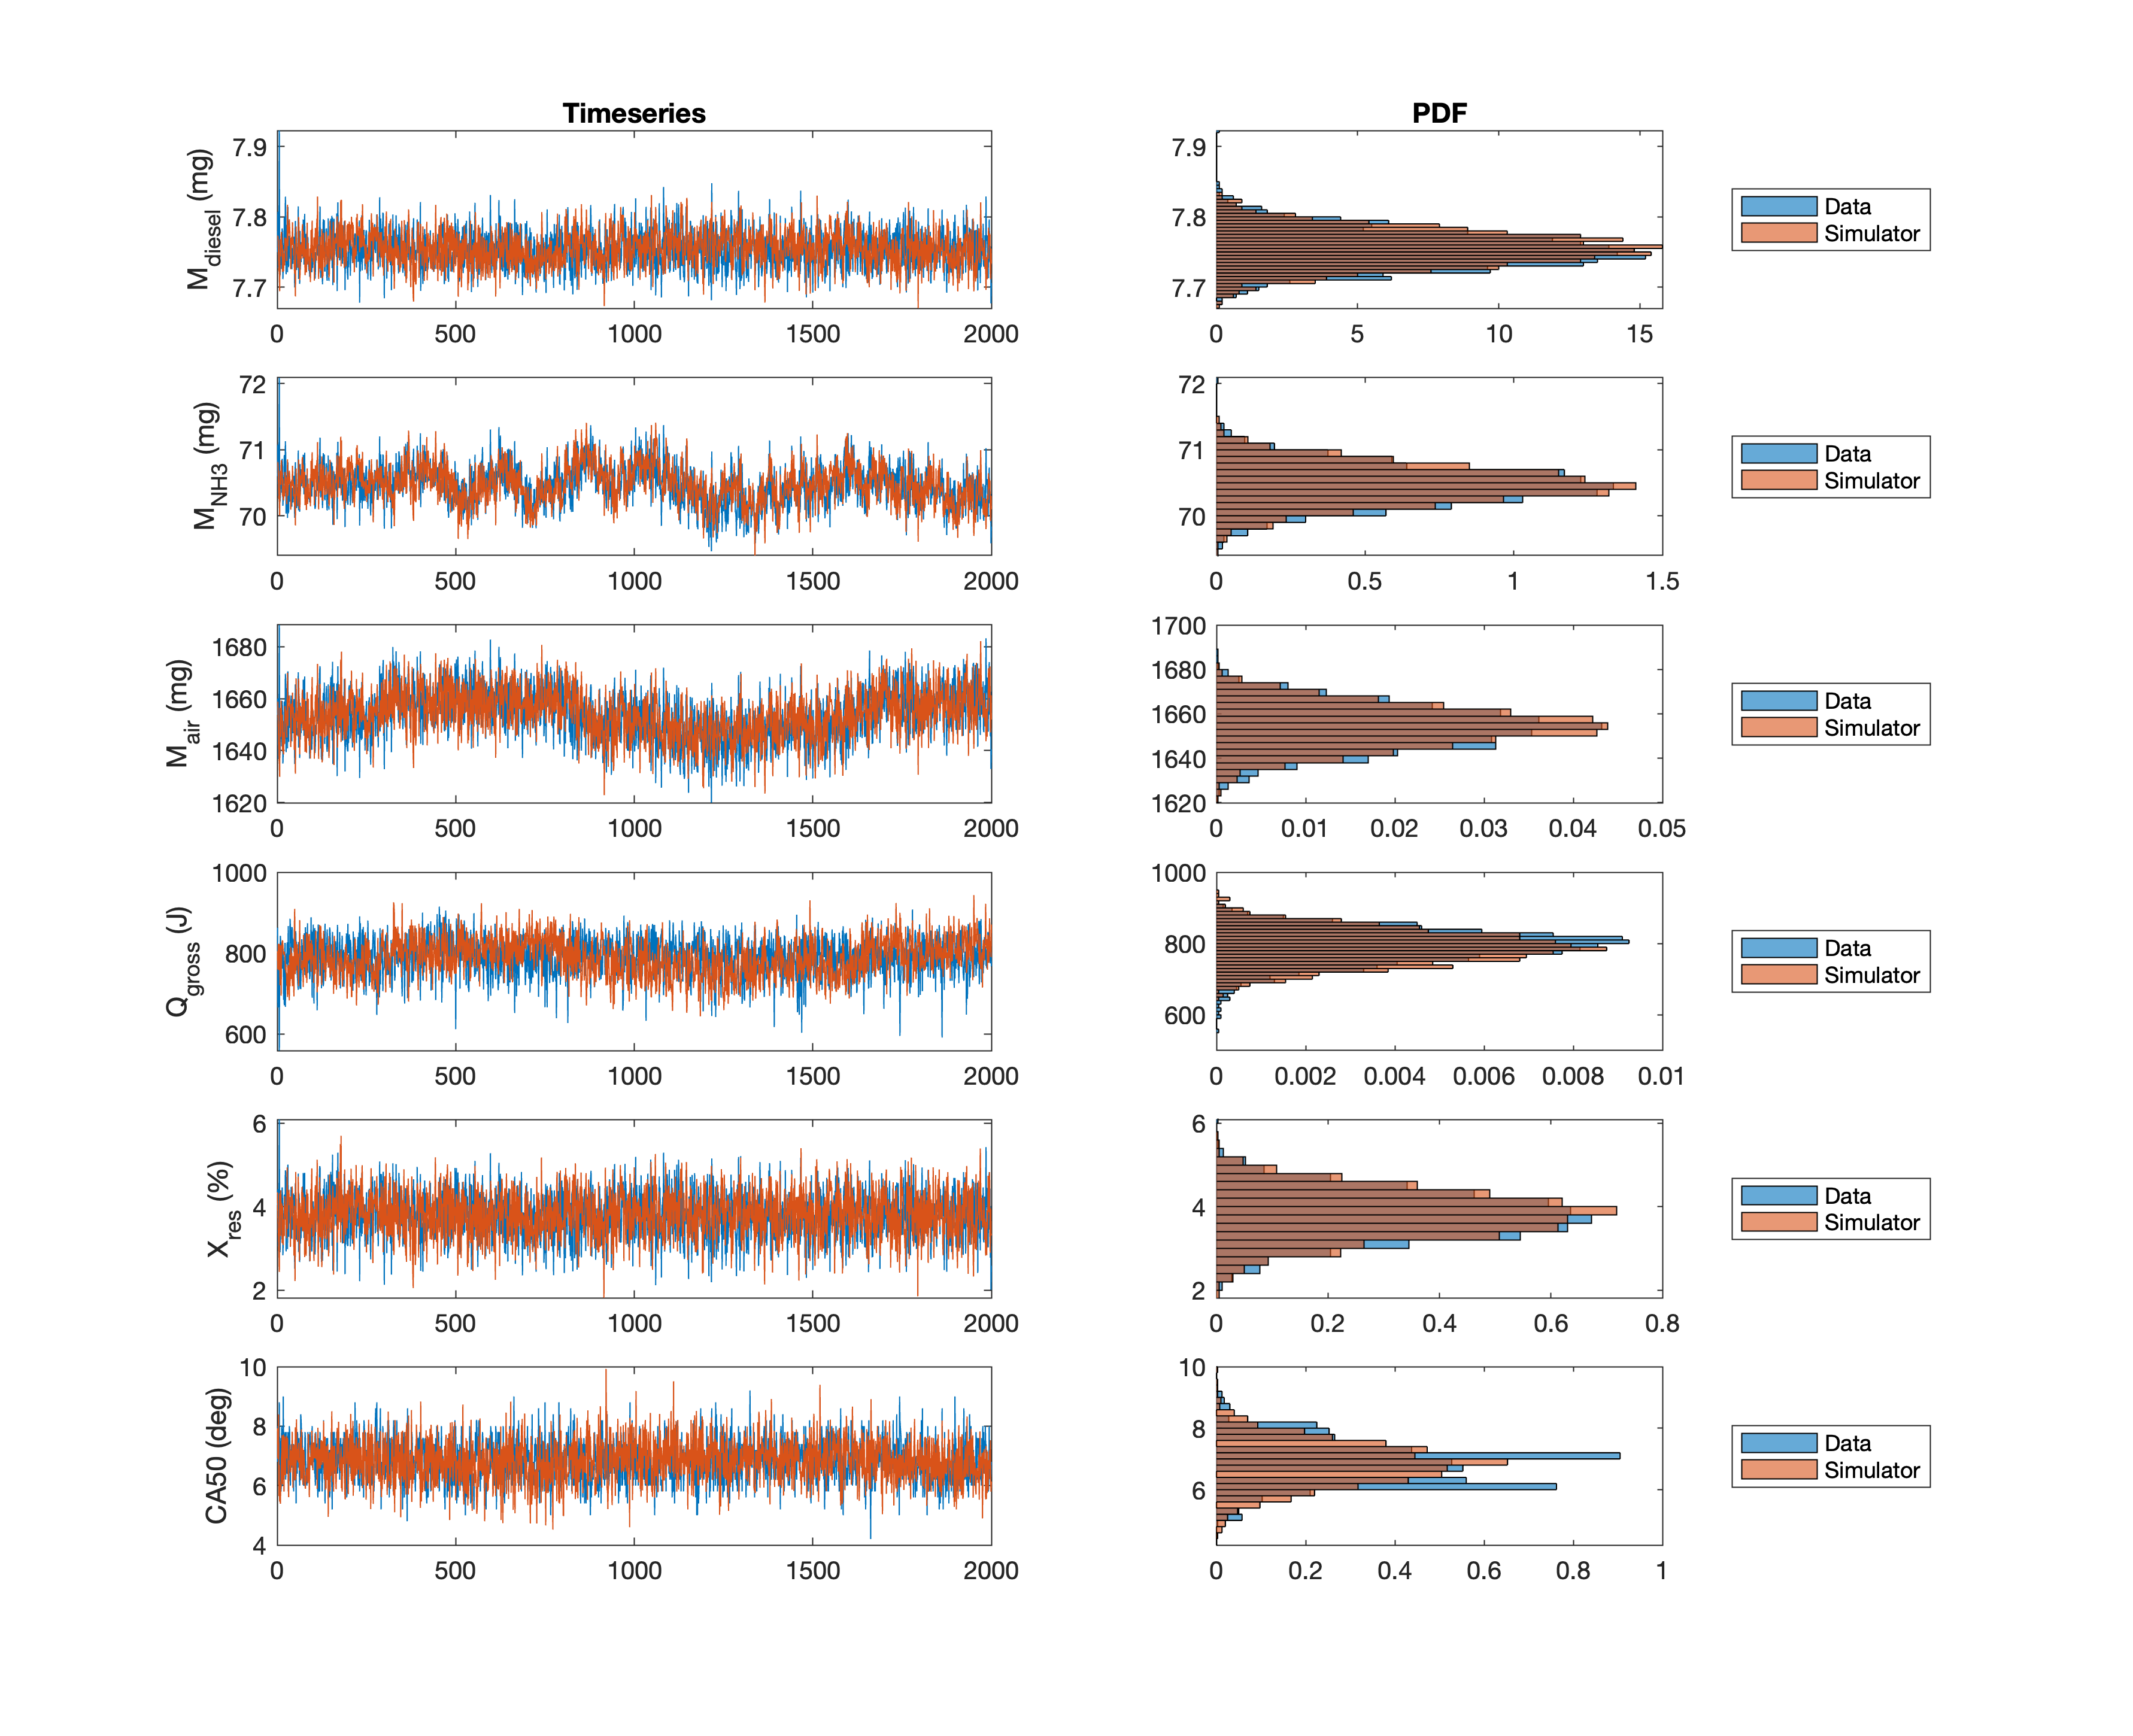 Timeseries PDF
M_diesel (mg) 7.9 7.8 7.7
0 500 1000 1500 2000
7.9 7.8 7.7
0 5 10 15
Data
Simulator
M_NH3 (mg) 72 71 70
0 500 1000 1500 2000
72 71 70
0 0.5 1 1.5
Data
Simulator
M_air (mg) 1680 1660 1640 1620
0 500 1000 1500 2000
1700 1680 1660 1640 1620
0 0.01 0.02 0.03 0.04 0.05
Data
Simulator
Q_gross (J) 1000 800 600
0 500 1000 1500 2000
1000 800 600
0 0.002 0.004 0.006 0.008 0.01
Data
Simulator
X_res (%) 6 4 2
0 500 1000 1500 2000
6 4 2
0 0.2 0.4 0.6 0.8
Data
Simulator
CA50 (deg) 10 8 6 4
0 500 1000 1500 2000
10 8 6
0 0.2 0.4 0.6 0.8 1
Data
Simulator